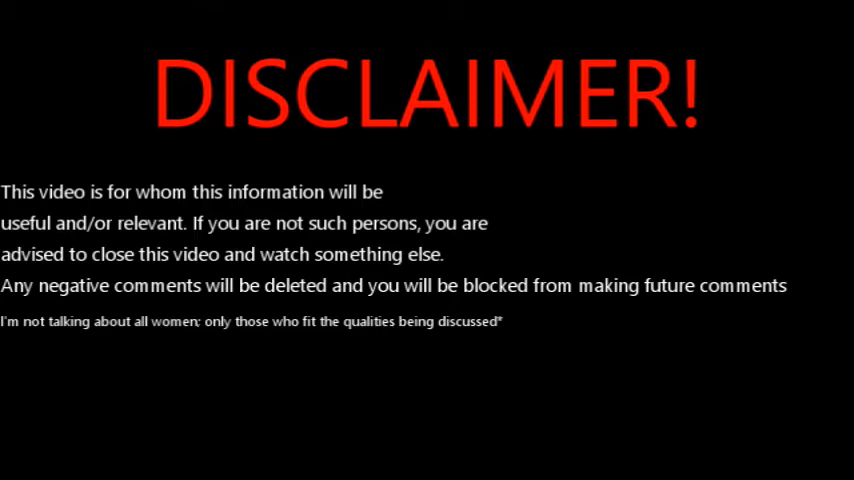 DISCLAIMER!
This video is for whom this information will be
useful and/or relevant. If you are not such persons, you are
advised to close this video and watch something else.
Any negative comments will be deleted and you will be blocked from making future comments
I'm not talking about all women; only those who fit the qualities being discussed*